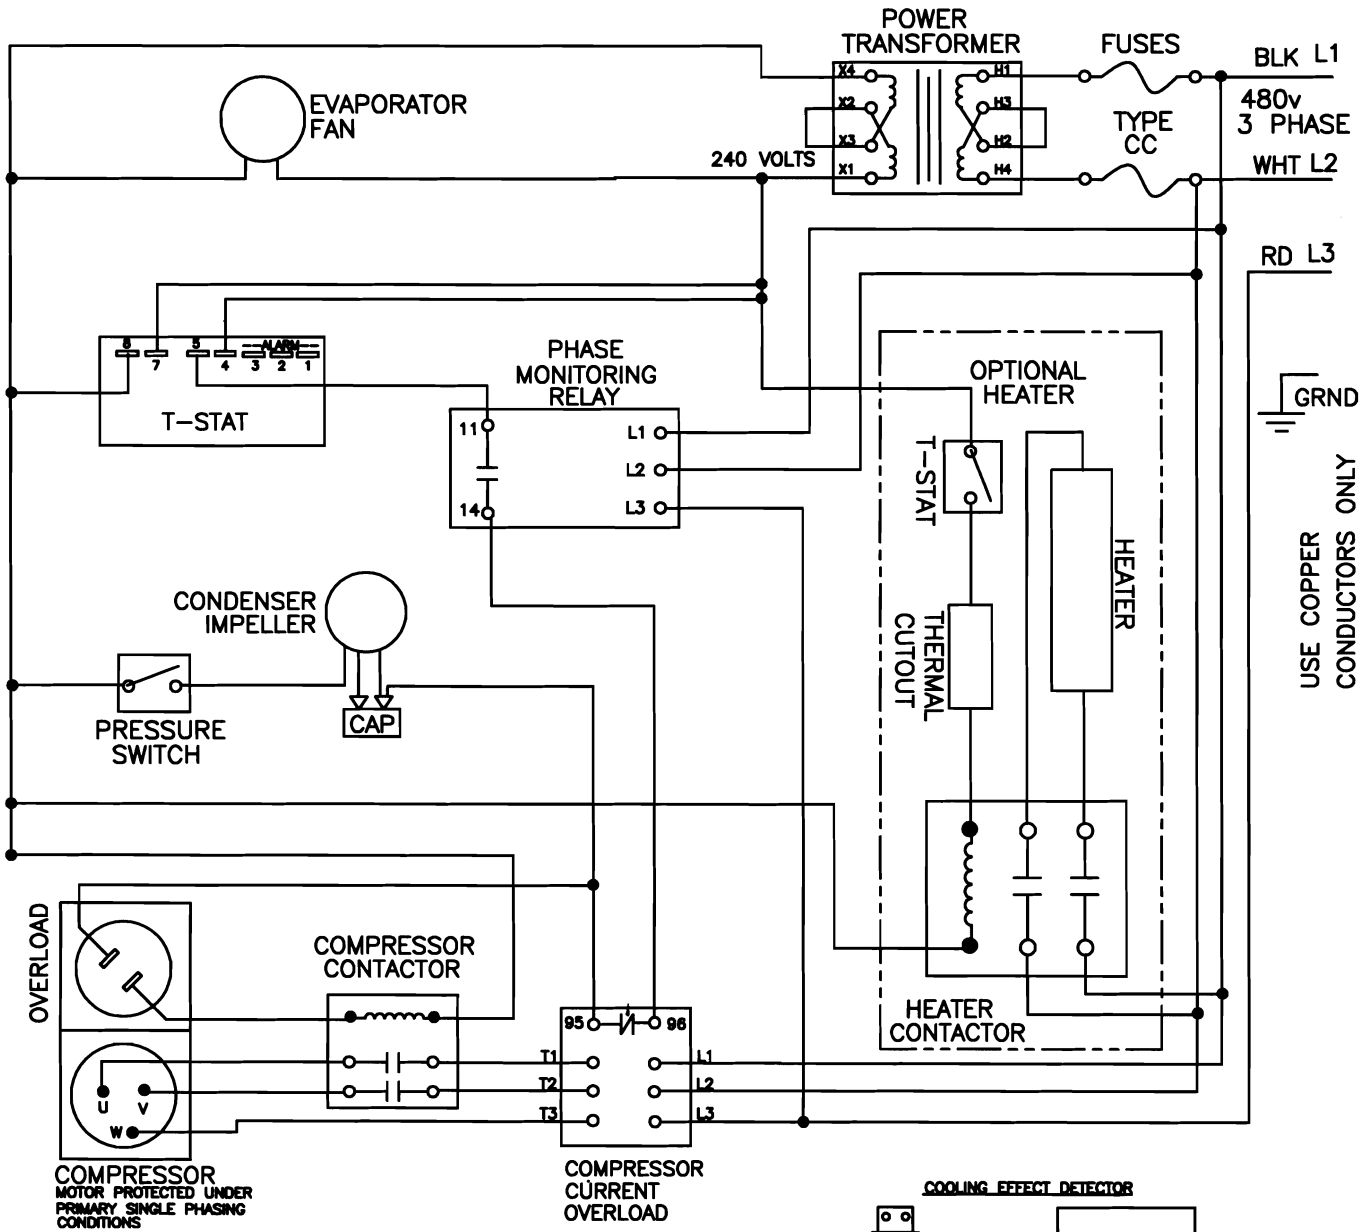 POWER
TRANSFORMER
FUSES
BLK L1
X4
H1
EVAPORATOR
FAN
X2
H3
TYPE
CC
480v
3 PHASE
X3
H2
240 VOLTS
X1
H4
WHT L2
RD L3
8
7
5
4
ALARM
3
2
1
T-STAT
PHASE
MONITORING
RELAY
11
14
L1
L2
L3
OPTIONAL
HEATER
GRND
T-STAT
HEATER
THERMAL
CUTOUT
USE COPPER
CONDUCTORS ONLY
CONDENSER
IMPELLER
CAP
PRESSURE
SWITCH
OVERLOAD
COMPRESSOR
CONTACTOR
HEATER
CONTACTOR
95
96
T1
L1
T2
L2
T3
L3
U
V
W
COMPRESSOR
MOTOR PROTECTED UNDER
PRIMARY SINGLE PHASING
CONDITIONS
COMPRESSOR
CURRENT
OVERLOAD
COOLING EFFECT DETECTOR